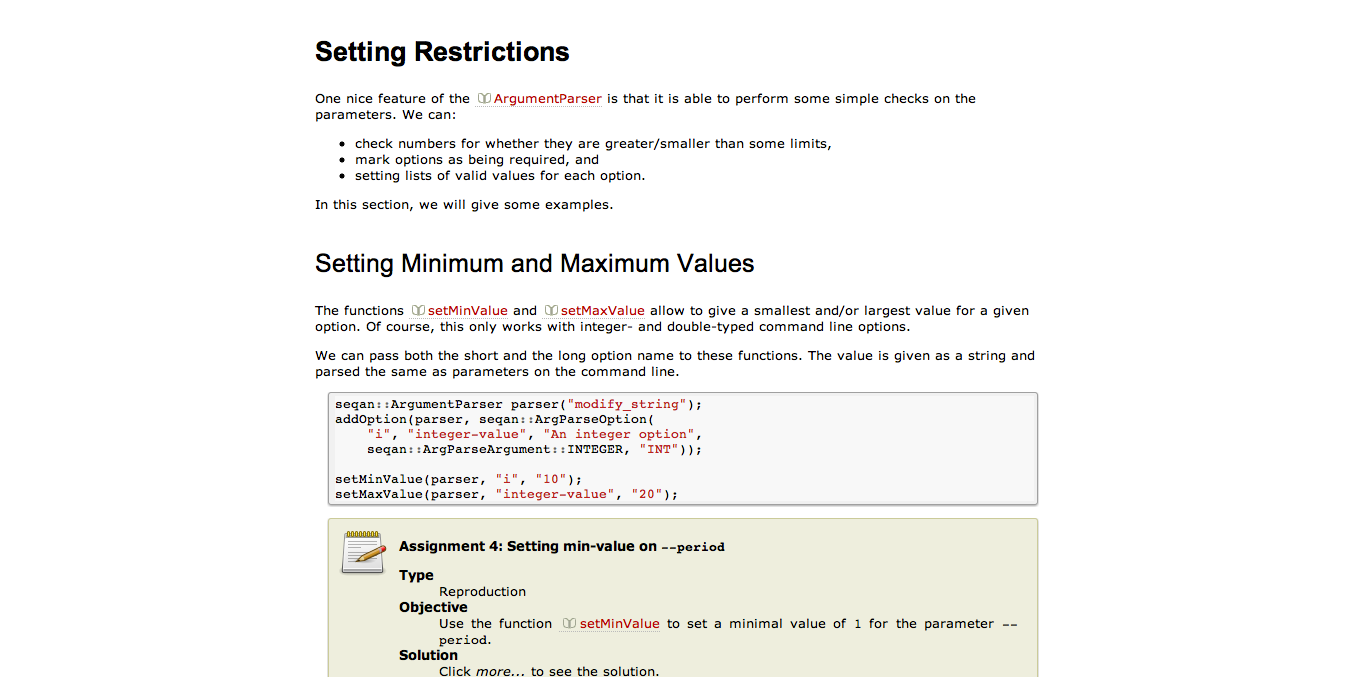 Setting Restrictions
One nice feature of the ArgumentParser is that it is able to perform some simple checks on the
parameters. We can:
• check numbers for whether they are greater/smaller than some limits,
• mark options as being required, and
• setting lists of valid values for each option.
In this section, we will give some examples.
Setting Minimum and Maximum Values
The functions setMinValue and setMaxValue allow to give a smallest and/or largest value for a given
option. Of course, this only works with integer- and double-typed command line options.
We can pass both the short and the long option name to these functions. The value is given as a string and
parsed the same as parameters on the command line.
seqan::ArgumentParser parser("modify_string");
addOption(parser, seqan::ArgParseOption(
    "i", "integer-value", "An integer option",
    seqan::ArgParseArgument::INTEGER, "INT"));
setMinValue(parser, "i", "10");
setMaxValue(parser, "integer-value", "20");
Assignment 4: Setting min-value on --period
Type
Reproduction
Objective
Use the function setMinValue to set a minimal value of 1 for the parameter --
period.
Solution
Click more... to see the solution.